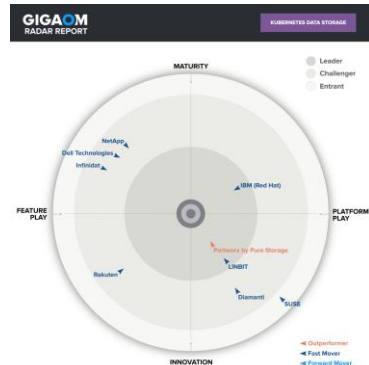 GIGAOM
RADAR REPORT
KUBERNETES DATA STORAGE
Leader
Challenger
Entrant
MATURITY
NetApp
Dell Technologies
Infinidat
IBM (Red Hat)
FEATURE
PLAY
PLATFORM
PLAY
Portworx by Pure Storage
LINBIT
Rakuten
Diamanti
SUSE
Outperformer
Fast Mover
Forward Mover
INNOVATION